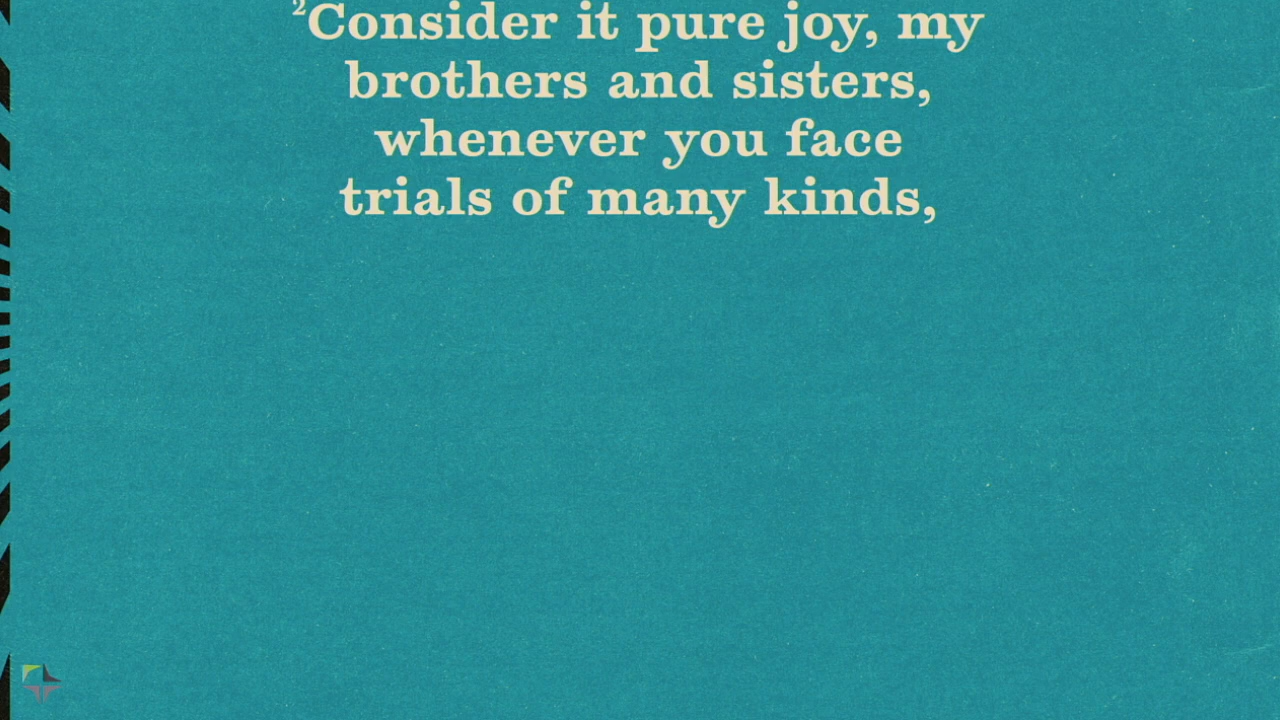 ²Consider it pure joy, my
brothers and sisters,
whenever you face
trials of many kinds,